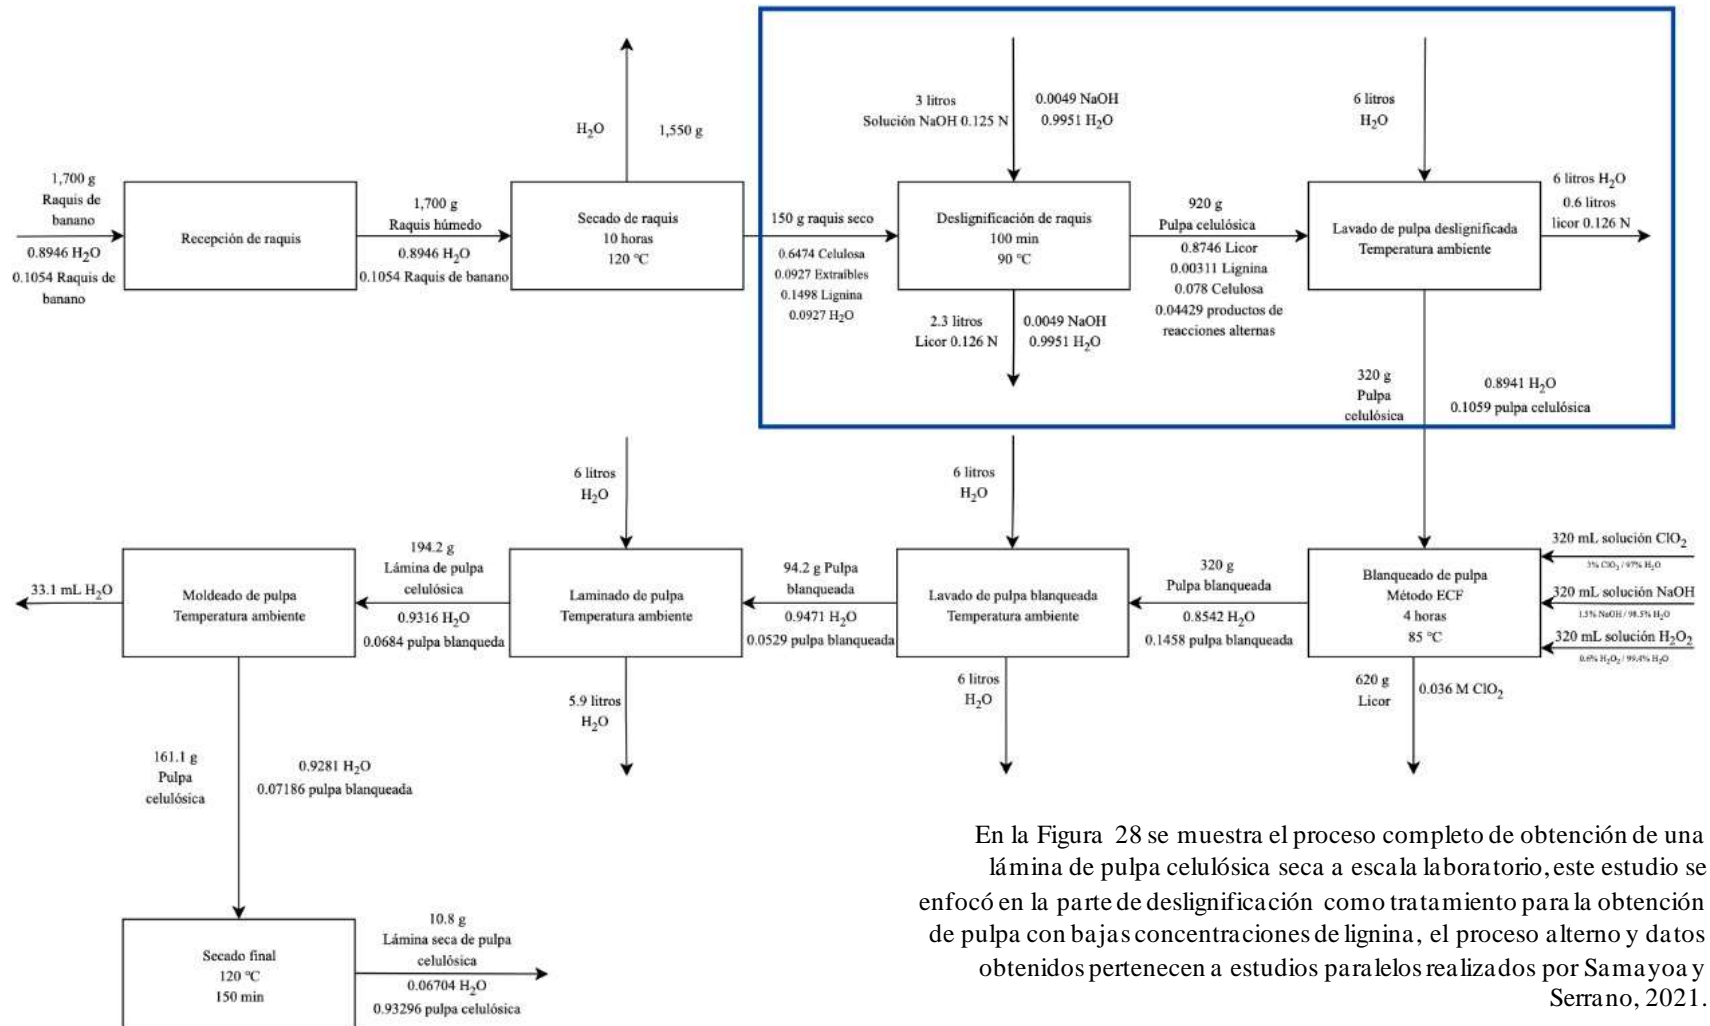 1,700 g
Raquis de
banano
0.8946 H₂O
0.1054 Raquis de
banano
Recepción de raquis
1,700 g
Raquis húmedo
0.8946 H₂O
0.1054 Raquis de banano
H₂O
1,550 g
Secado de raquis
10 horas
120 °C
150 g raquis seco
0.6474 Celulosa
0.0927 Extraíbles
0.1498 Lignina
0.0927 H₂O
3 litros
Solución NaOH 0.125 N
0.0049 NaOH
0.9951 H₂O
Deslignificación de raquis
100 min
90 °C
2.3 litros
Licor 0.126 N
0.0049 NaOH
0.9951 H₂O
920 g
Pulpa celulósica
0.8746 Licor
0.00311 Lignina
0.078 Celulosa
0.04429 productos de
reacciones alternas
6 litros
H₂O
Lavado de pulpa deslignificada
Temperatura ambiente
6 litros H₂O
0.6 litros
licor 0.126 N
320 g
Pulpa
celulósica
0.8941 H₂O
0.1059 pulpa celulósica
320 mL solución ClO₂
3% ClO₂ / 97% H₂O
320 mL solución NaOH
1.5% NaOH / 98.5% H₂O
320 mL solución H₂O₂
0.6% H₂O₂ / 99.4% H₂O
Blanqueado de pulpa
Método ECF
4 horas
85 °C
620 g
Licor
0.036 M ClO₂
320 g
Pulpa blanqueada
0.8542 H₂O
0.1458 pulpa blanqueada
6 litros
H₂O
Lavado de pulpa blanqueada
Temperatura ambiente
6 litros
H₂O
94.2 g Pulpa
blanqueada
0.9471 H₂O
0.0529 pulpa blanqueada
6 litros
H₂O
Laminado de pulpa
Temperatura ambiente
5.9 litros
H₂O
194.2 g
Lámina de pulpa
celulósica
0.9316 H₂O
0.0684 pulpa blanqueda
Moldeado de pulpa
Temperatura ambiente
33.1 mL H₂O
161.1 g
Pulpa
celulósica
0.9281 H₂O
0.07186 pulpa blanqueada
Secado final
120 °C
150 min
10.8 g
Lámina seca de pulpa
celulósica
0.06704 H₂O
0.93296 pulpa celulósica
En la Figura 28 se muestra el proceso completo de obtención de una
lámina de pulpa celulósica seca a escala laboratorio, este estudio se
enfocó en la parte de deslignificación como tratamiento para la obtención
de pulpa con bajas concentraciones de lignina, el proceso alterno y datos
obtenidos pertenecen a estudios paralelos realizados por Samayoa y
Serrano, 2021.